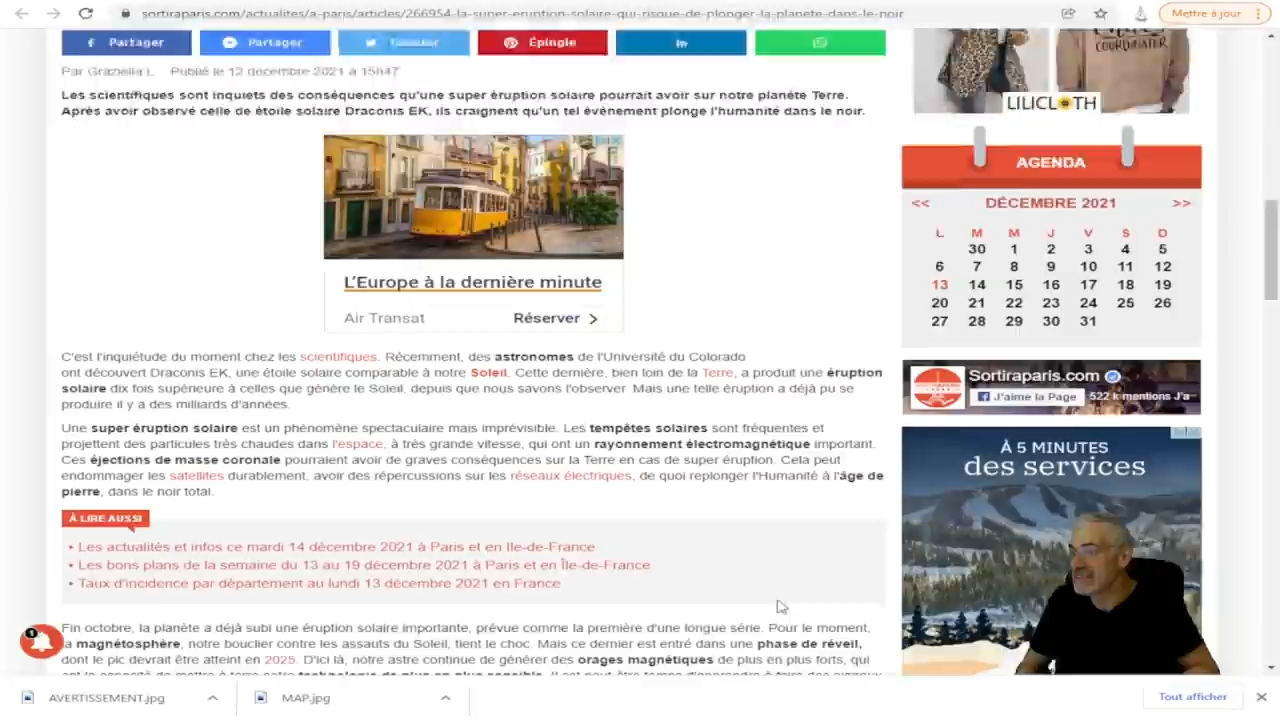 sortiraparis.com/actualites/a-paris/articles/266954-la-super-eruption-solaire-qui-risque-de-plonger-la-planete-dans-le-noir
Mettre à jour
Partager
Partager
Épingle
in
Par Graziella L. Publié le 12 décembre 2021 à 15h47
Les scientifiques sont inquiets des conséquences qu'une super éruption solaire pourrait avoir sur notre planète Terre.
Après avoir observé celle de étoile solaire Draconis EK, ils craignent qu'un tel évènement plonge l'humanité dans le noir.
L'Europe à la dernière minute
Air Transat
Réserver
C'est l'inquiétude du moment chez les scientifiques. Récemment, des astronomes de l'Université du Colorado
ont découvert Draconis EK, une étoile solaire comparable à notre Soleil. Cette dernière, bien loin de la Terre, a produit une éruption
solaire dix fois supérieure à celles que génère le Soleil, depuis que nous savons l'observer. Mais une telle éruption a déjà pu se
produire il y a des milliards d'années.
Une super éruption solaire est un phénomène spectaculaire mais imprévisible. Les tempêtes solaires sont fréquentes et
projettent des particules très chaudes dans l'espace, à très grande vitesse, qui ont un rayonnement électromagnétique important.
Ces éjections de masse coronale pourraient avoir de graves conséquences sur la Terre en cas de super éruption. Cela peut
endommager les satellites durablement, avoir des répercussions sur les réseaux électriques, de quoi replonger l'Humanité à l'âge de
pierre, dans le noir total.
À LIRE AUSSI
• Les actualités et infos ce mardi 14 décembre 2021 à Paris et en Ile-de-France
• Les bons plans de la semaine du 13 au 19 décembre 2021 à Paris et en Île-de-France
• Taux d'incidence par département au lundi 13 décembre 2021 en France
Fin octobre, la planète a déjà subi une éruption solaire importante, prévue comme la première d'une longue série. Pour le moment,
la magnétosphère, notre bouclier contre les assauts du Soleil, tient le choc. Mais ce dernier est entré dans une phase de réveil,
dont le pic devrait être atteint en 2025. D'ici là, notre astre continue de générer des orages magnétiques de plus en plus forts, qui
COORDINATER
LILICLOTH
AGENDA
<< DÉCEMBRE 2021 >>
L M M J V S D
30 1 2 3 4 5
6 7 8 9 10 11 12
13 14 15 16 17 18 19
20 21 22 23 24 25 26
27 28 29 30 31
Sortiraparis.com
J'aime la Page
522 k mentions J'a
À 5 MINUTES
des services
1
AVERTISSEMENT.jpg
MAP.jpg
Tout afficher